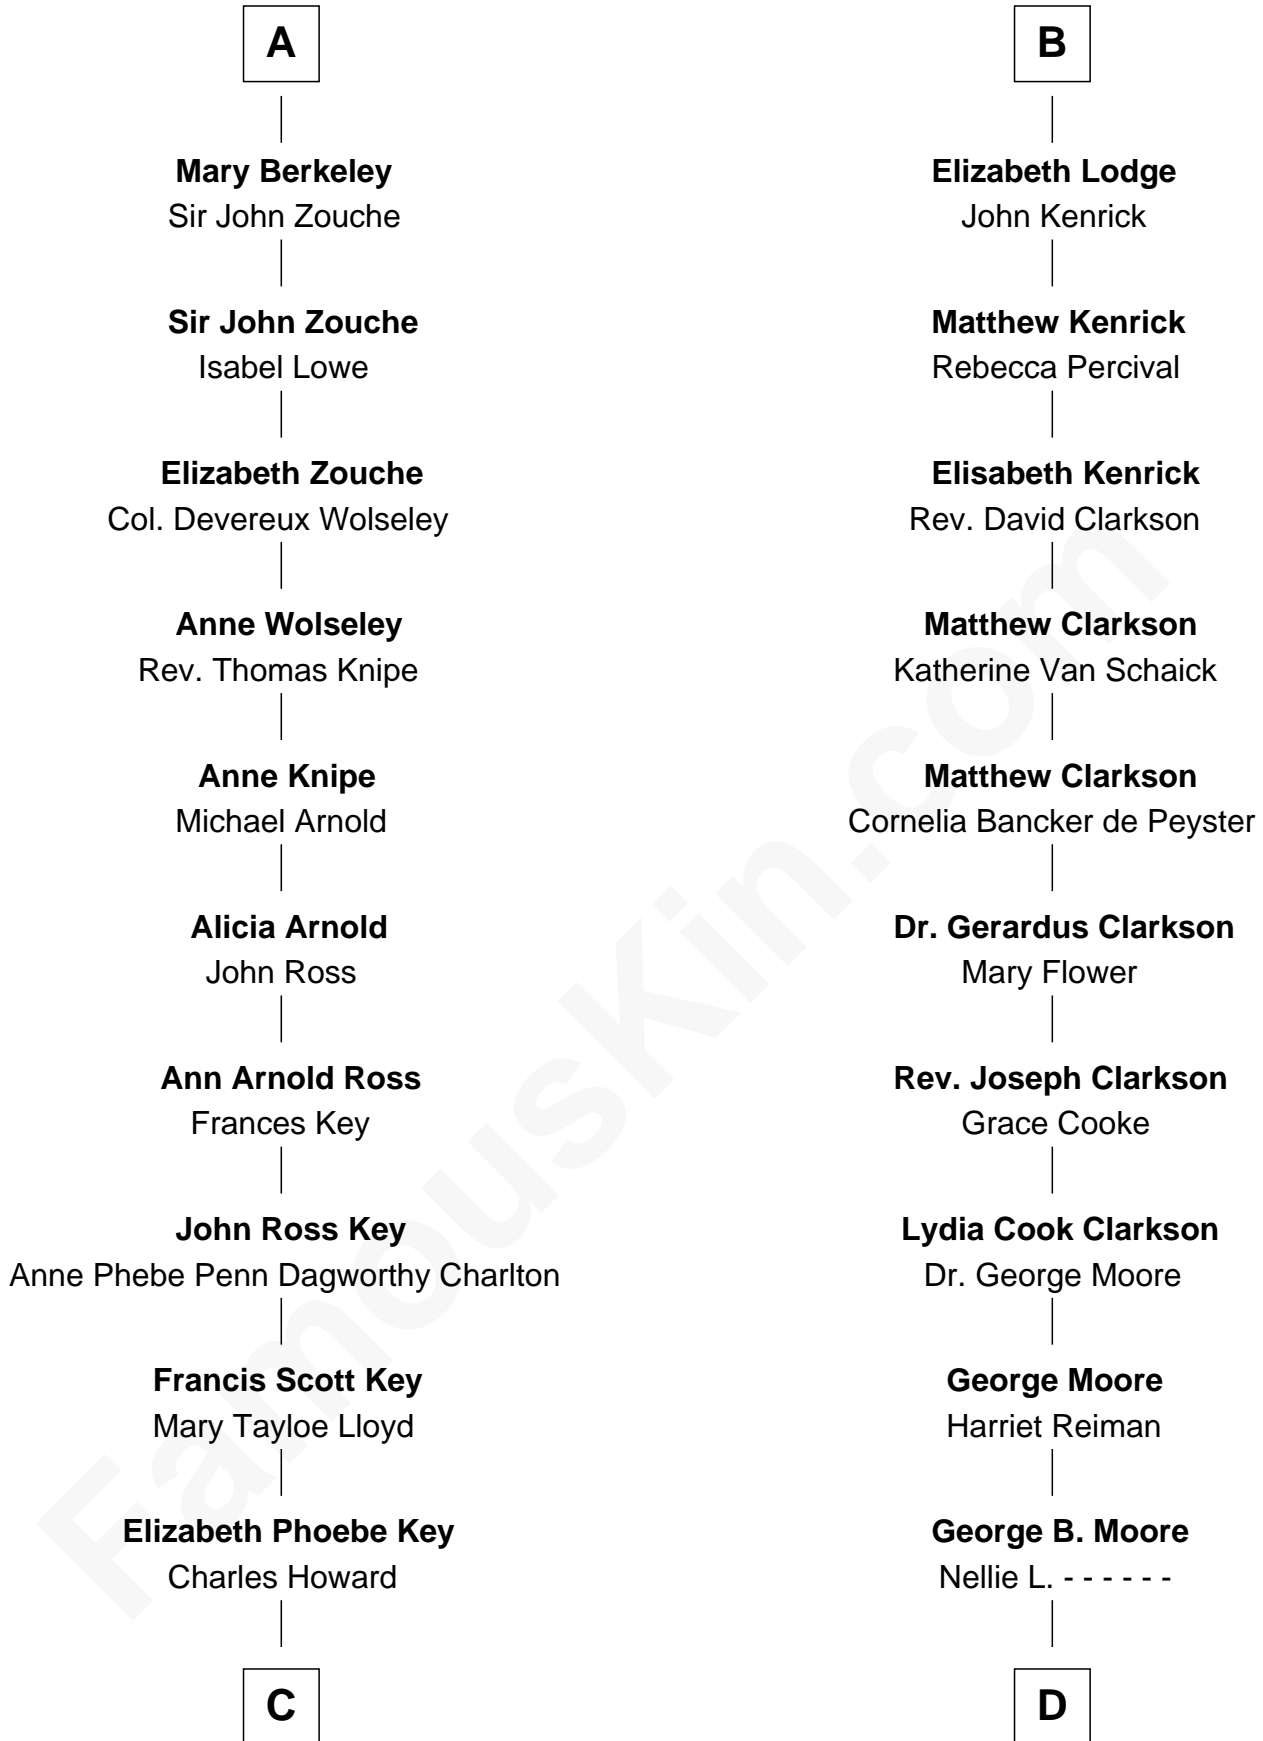 A
Mary Berkeley
Sir John Zouche
Sir John Zouche
Isabel Lowe
Elizabeth Zouche
Col. Devereux Wolseley
Anne Wolseley
Rev. Thomas Knipe
Anne Knipe
Michael Arnold
Alicia Arnold
John Ross
Ann Arnold Ross
Frances Key
John Ross Key
Anne Phebe Penn Dagworthy Charlton
Francis Scott Key
Mary Tayloe Lloyd
Elizabeth Phoebe Key
Charles Howard
C
B
Elizabeth Lodge
John Kenrick
Matthew Kenrick
Rebecca Percival
Elisabeth Kenrick
Rev. David Clarkson
Matthew Clarkson
Katherine Van Schaick
Matthew Clarkson
Cornelia Bancker de Peyster
Dr. Gerardus Clarkson
Mary Flower
Rev. Joseph Clarkson
Grace Cooke
Lydia Cook Clarkson
Dr. George Moore
George Moore
Harriet Reiman
George B. Moore
Nellie L. - - - - - -
D
FamousKin.com